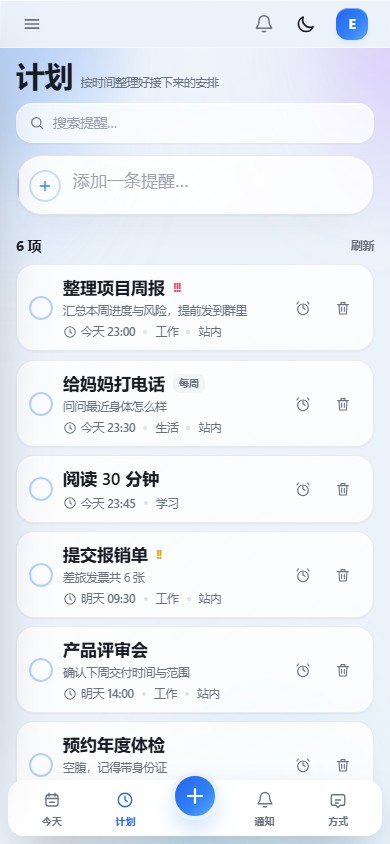 E
计划 按时间整理好接下来的安排
搜索提醒...
添加一条提醒...
6 项 刷新
整理项目周报 !!!
汇总本周进度与风险，提前发到群里
今天 23:00 • 工作 • 站内
给妈妈打电话 每周
问问最近身体怎么样
今天 23:30 • 生活 • 站内
阅读 30 分钟
今天 23:45 • 学习
提交报销单 !!
差旅发票共 6 张
明天 09:30 • 工作 • 站内
产品评审会
确认下周交付时间与范围
明天 14:00 • 工作 • 站内
预约年度体检
空腹，记得带身份证
今天 计划 通知 方式